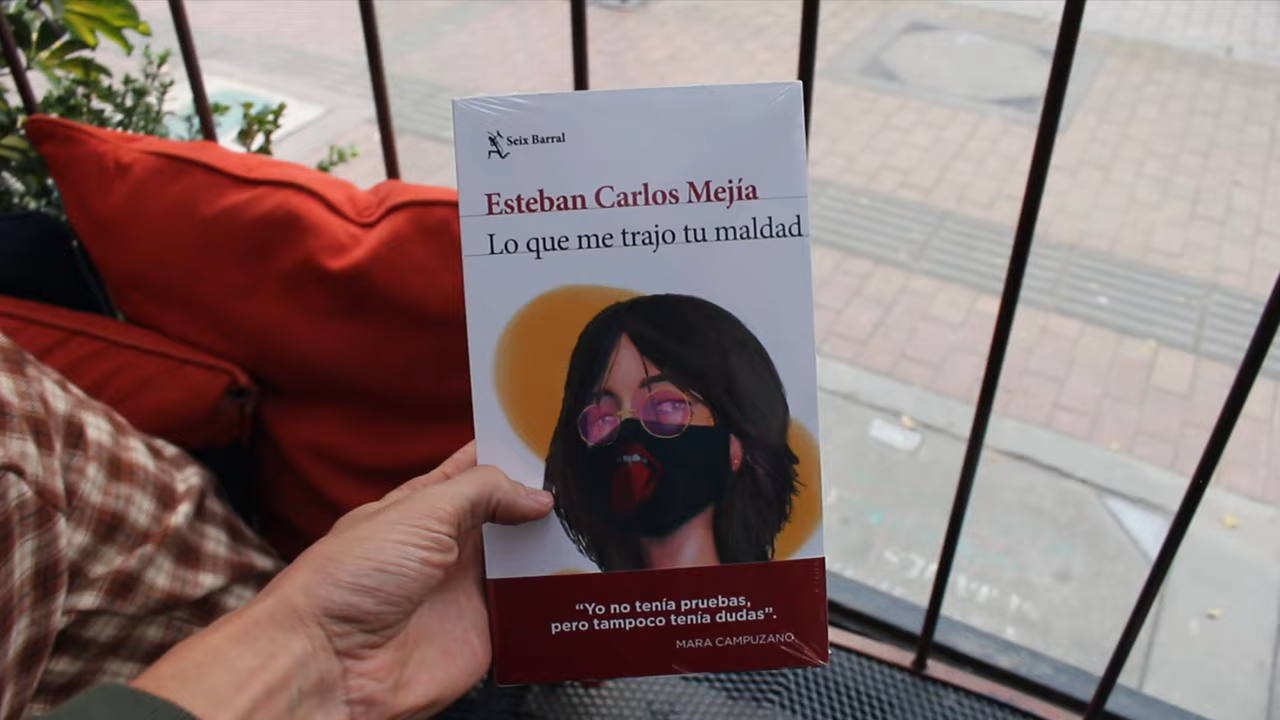 Seix Barral
Esteban Carlos Mejía
Lo que me trajo tu maldad
“Yo no tenía pruebas,
pero tampoco tenía dudas”.
MARA CAMPUZANO